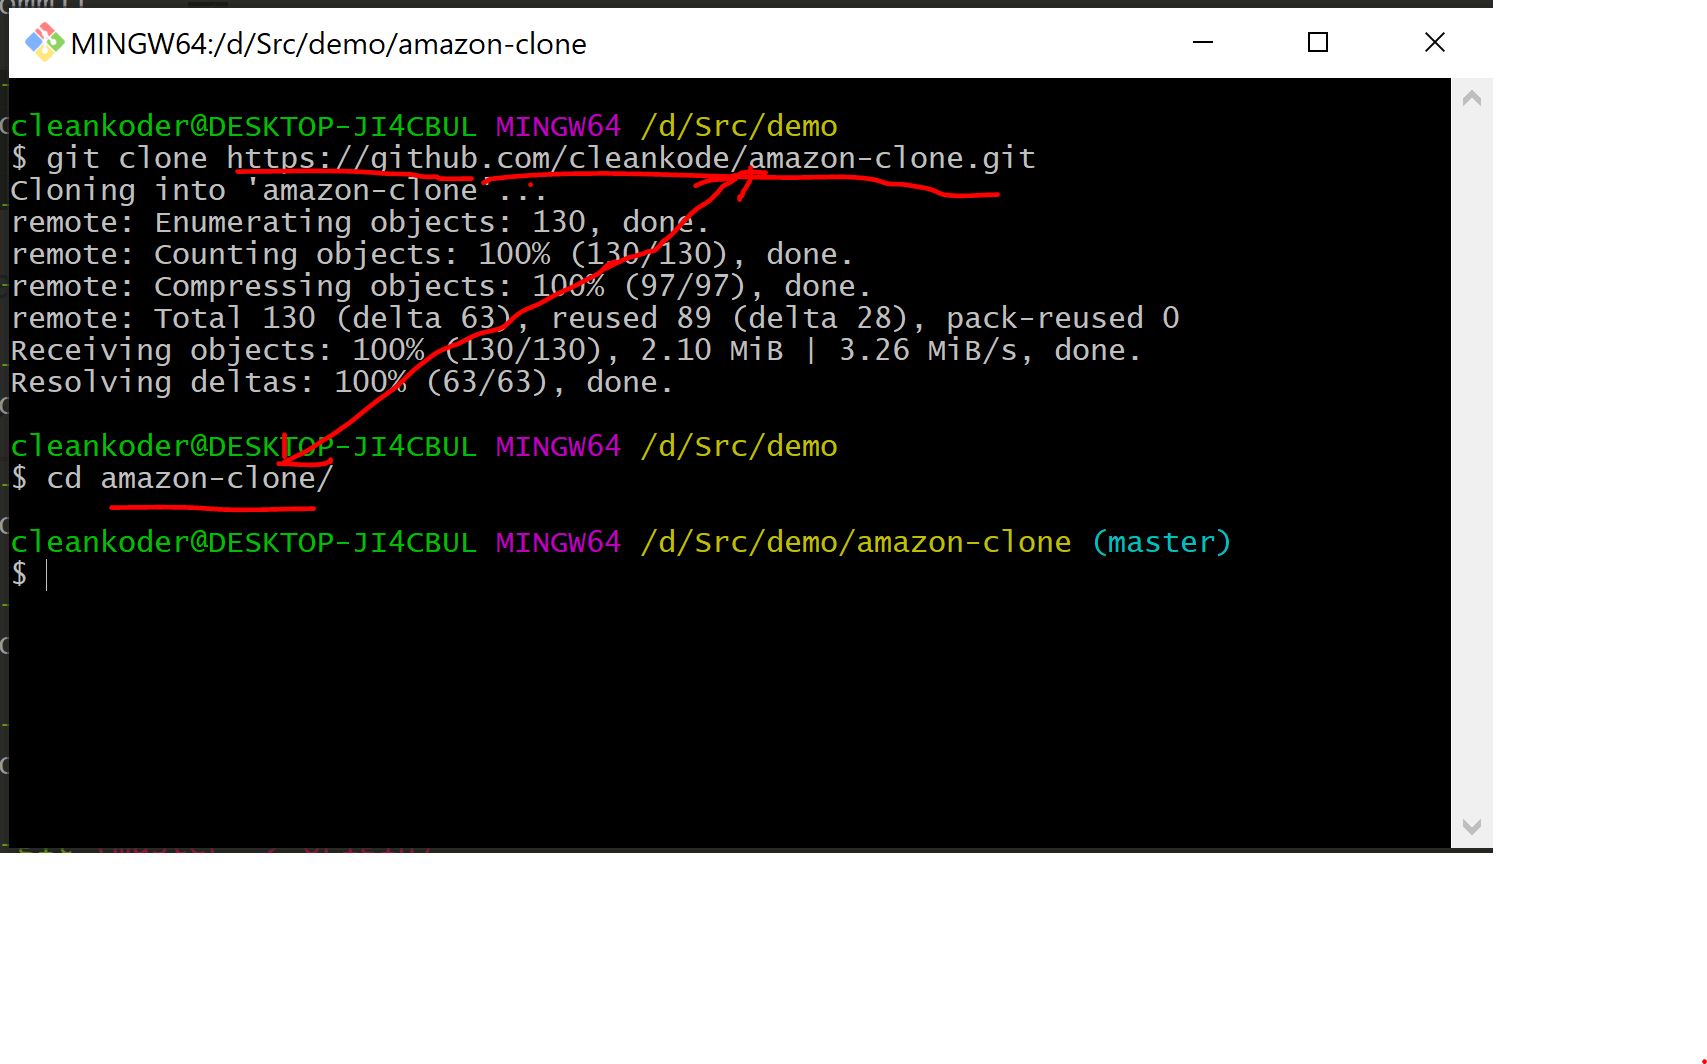 MINGW64:/d/Src/demo/amazon-clone
cleankoder@DESKTOP-JI4CBUL MINGW64 /d/Src/demo
$ git clone https://github.com/cleankode/amazon-clone.git
Cloning into 'amazon-clone'...
remote: Enumerating objects: 130, done.
remote: Counting objects: 100% (130/130), done.
remote: Compressing objects: 100% (97/97), done.
remote: Total 130 (delta 63), reused 89 (delta 28), pack-reused 0
Receiving objects: 100% (130/130), 2.10 MiB | 3.26 MiB/s, done.
Resolving deltas: 100% (63/63), done.
cleankoder@DESKTOP-JI4CBUL MINGW64 /d/Src/demo
$ cd amazon-clone/
cleankoder@DESKTOP-JI4CBUL MINGW64 /d/Src/demo/amazon-clone (master)
$